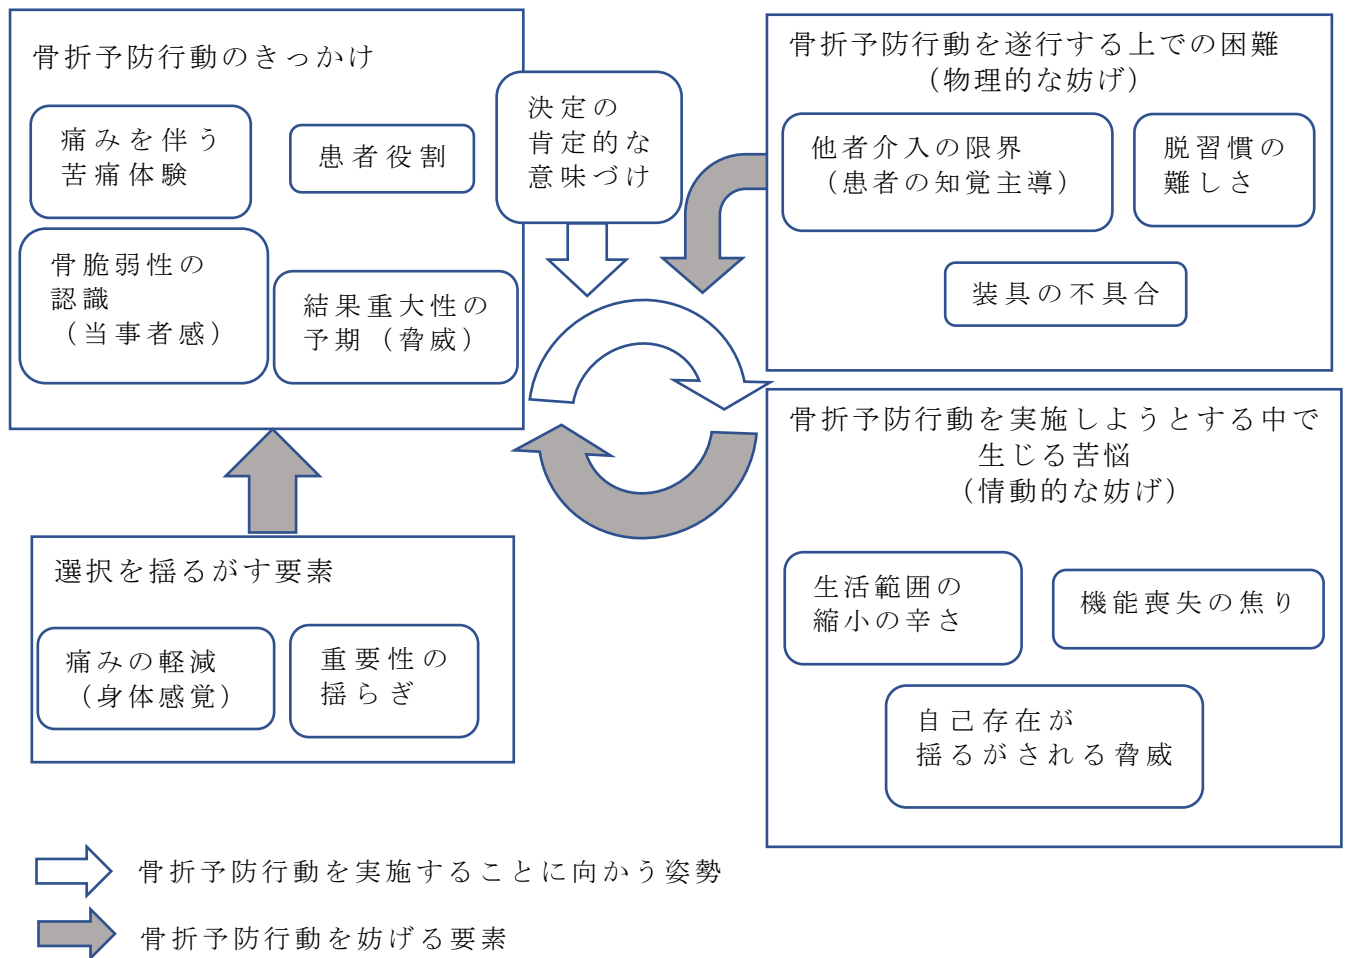 骨折予防行動のきっかけ
痛みを伴う
苦痛体験
患者役割
骨脆弱性の
認識
（当事者感）
結果重大性の
予期（脅威）
決定の
肯定的な
意味づけ
骨折予防行動を遂行する上での困難
（物理的な妨げ）
他者介入の限界
（患者の知覚主導）
脱習慣の
難しさ
装具の不具合
骨折予防行動を実施しようとする中で
生じる苦悩
（情動的な妨げ）
生活範囲の
縮小の辛さ
機能喪失の焦り
自己存在が
揺るがされる脅威
選択を揺るがす要素
痛みの軽減
（身体感覚）
重要性の
揺らぎ
骨折予防行動を実施することに向かう姿勢
骨折予防行動を妨げる要素